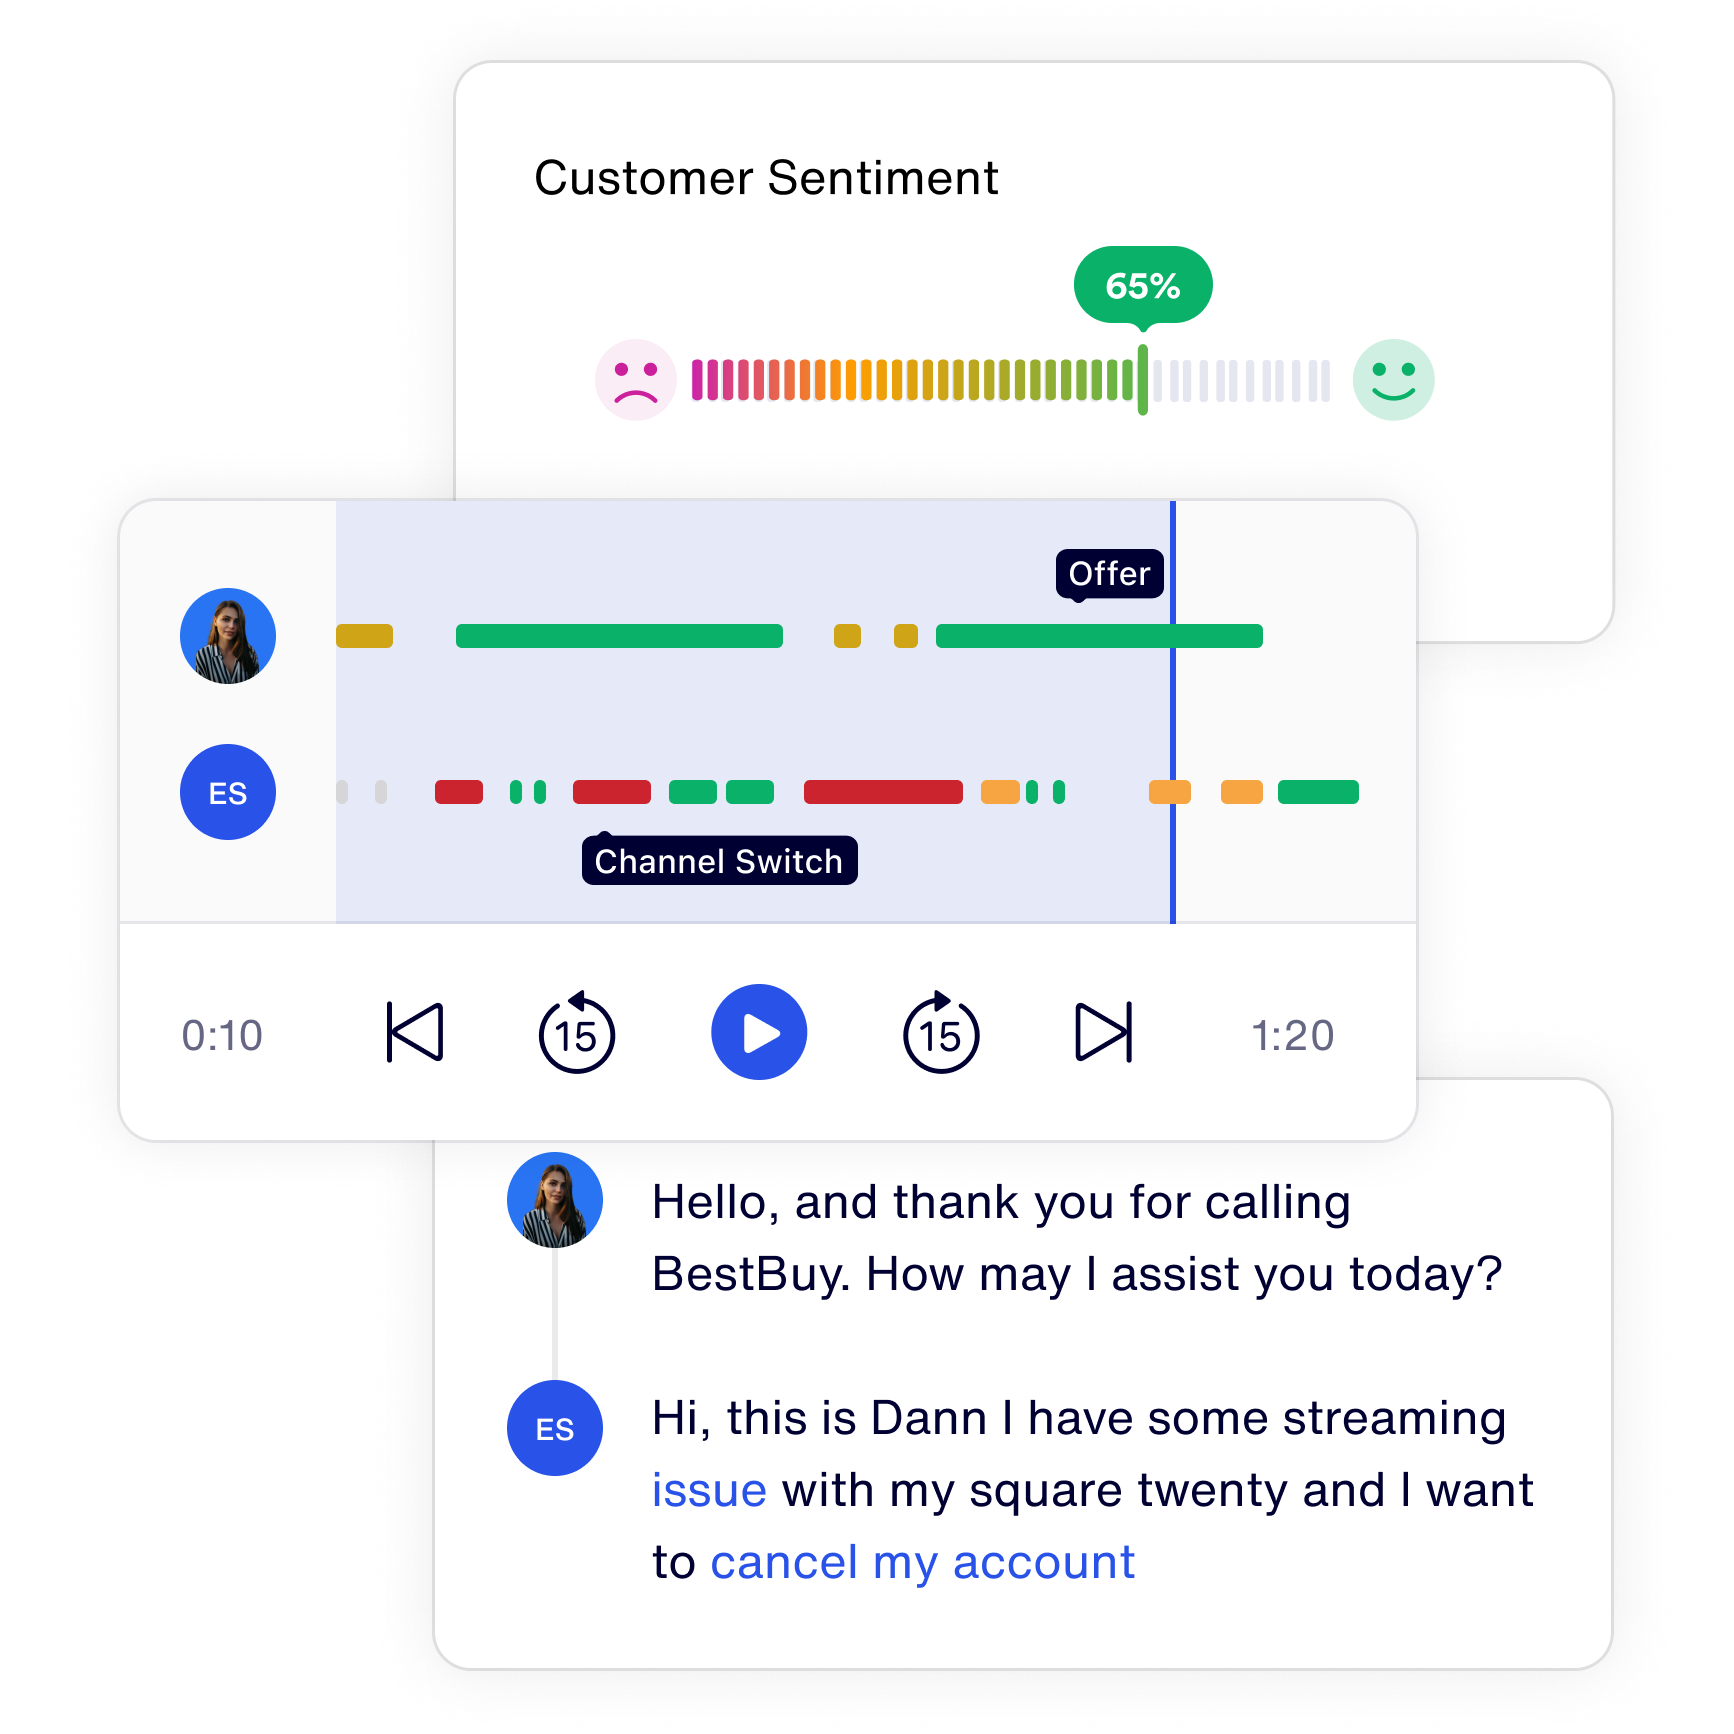 Customer Sentiment
65%
Offer
ES
Channel Switch
0:10
15
15
1:20
Hello, and thank you for calling
BestBuy. How may I assist you today?
ES
Hi, this is Dann I have some streaming
issue with my square twenty and I want
to cancel my account